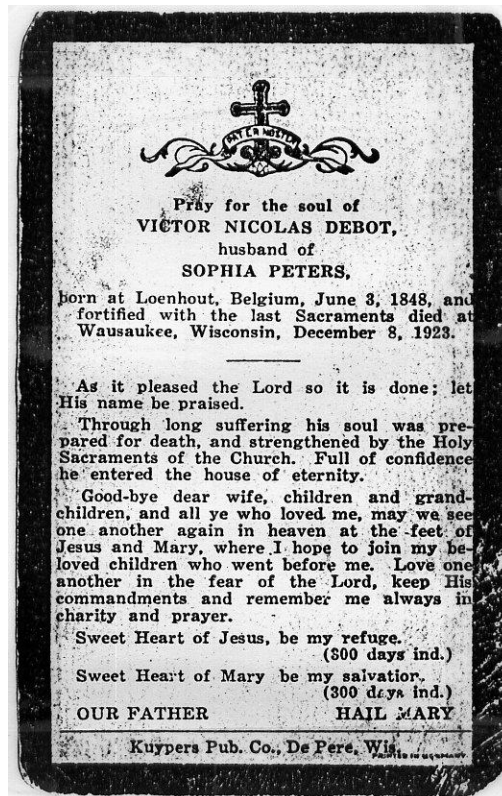 PATER NOSTER
Pray for the soul of
VICTOR NICOLAS DEBOT,
husband of
SOPHIA PETERS,
born at Loenhout, Belgium, June 3, 1848, and
fortified with the last Sacraments died at
Wausaukee, Wisconsin, December 8, 1923.
As it pleased the Lord so it is done; let
His name be praised.
Through long suffering his soul was pre-
pared for death, and strengthened by the Holy
Sacraments of the Church. Full of confidence
he entered the house of eternity.
Good-bye dear wife, children and grand-
children, and all ye who loved me, may we see
one another again in heaven at the feet of
Jesus and Mary, where I hope to join my be-
loved children who went before me. Love one
another in the fear of the Lord, keep His
commandments and remember me always in
charity and prayer.
Sweet Heart of Jesus, be my refuge.
(300 days ind.)
Sweet Heart of Mary be my salvation.
(300 days ind.)
OUR FATHER HAIL MARY
Kuypers Pub. Co., De Pere, Wis.
PRINTED IN GERMANY